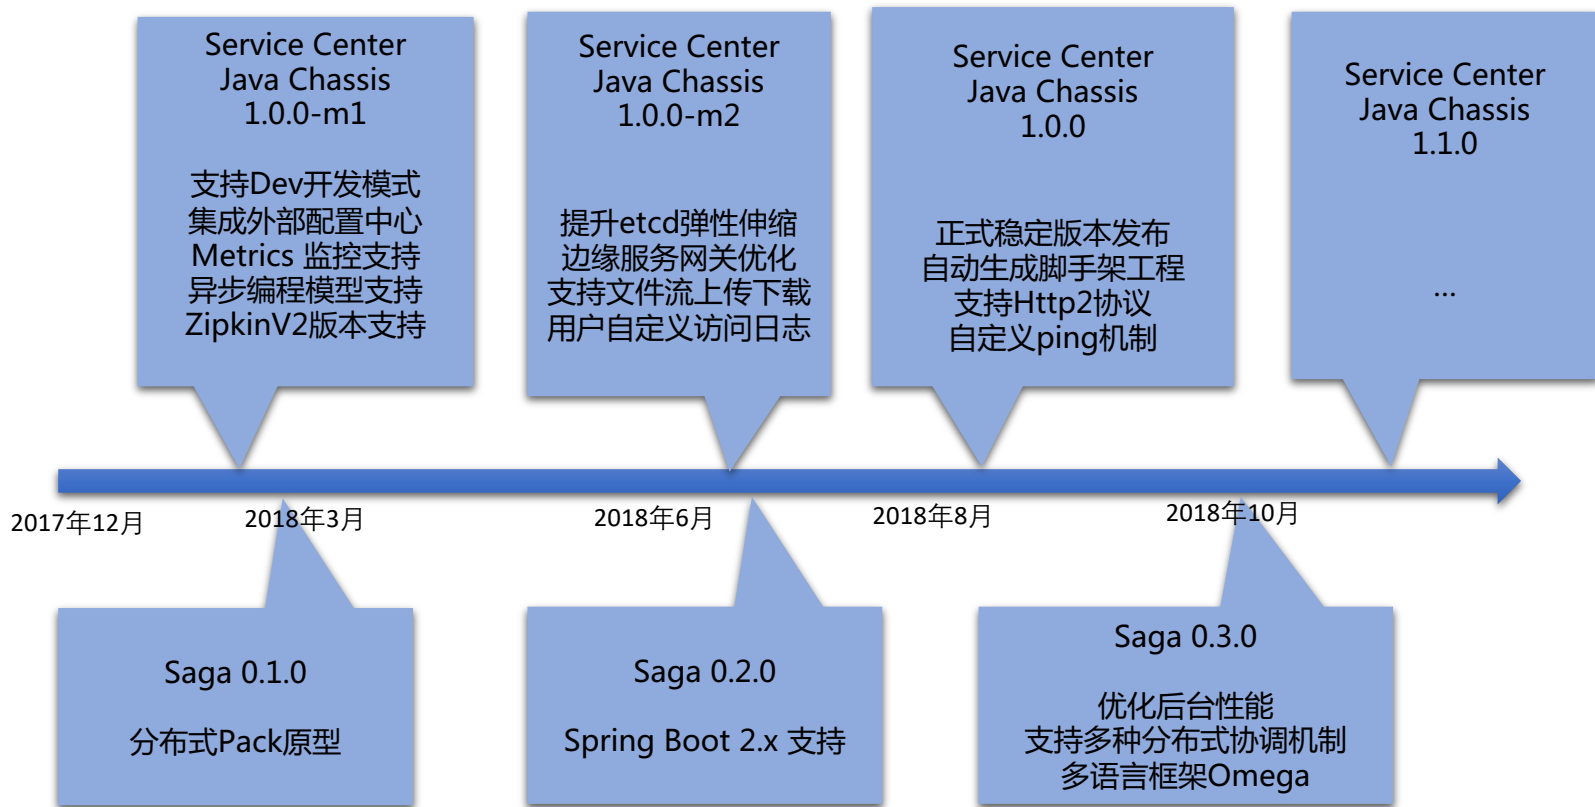 Service Center
Java Chassis
1.0.0-m1
支持Dev开发模式
集成外部配置中心
Metrics 监控支持
异步编程模型支持
ZipkinV2版本支持
Service Center
Java Chassis
1.0.0-m2
提升etcd弹性伸缩
边缘服务网关优化
支持文件流上传下载
用户自定义访问日志
Service Center
Java Chassis
1.0.0
正式稳定版本发布
自动生成脚手架工程
支持Http2协议
自定义ping机制
Service Center
Java Chassis
1.1.0
...
2017年12月
2018年3月
2018年6月
2018年8月
2018年10月
Saga 0.1.0
分布式Pack原型
Saga 0.2.0
Spring Boot 2.x 支持
Saga 0.3.0
优化后台性能
支持多种分布式协调机制
多语言框架Omega